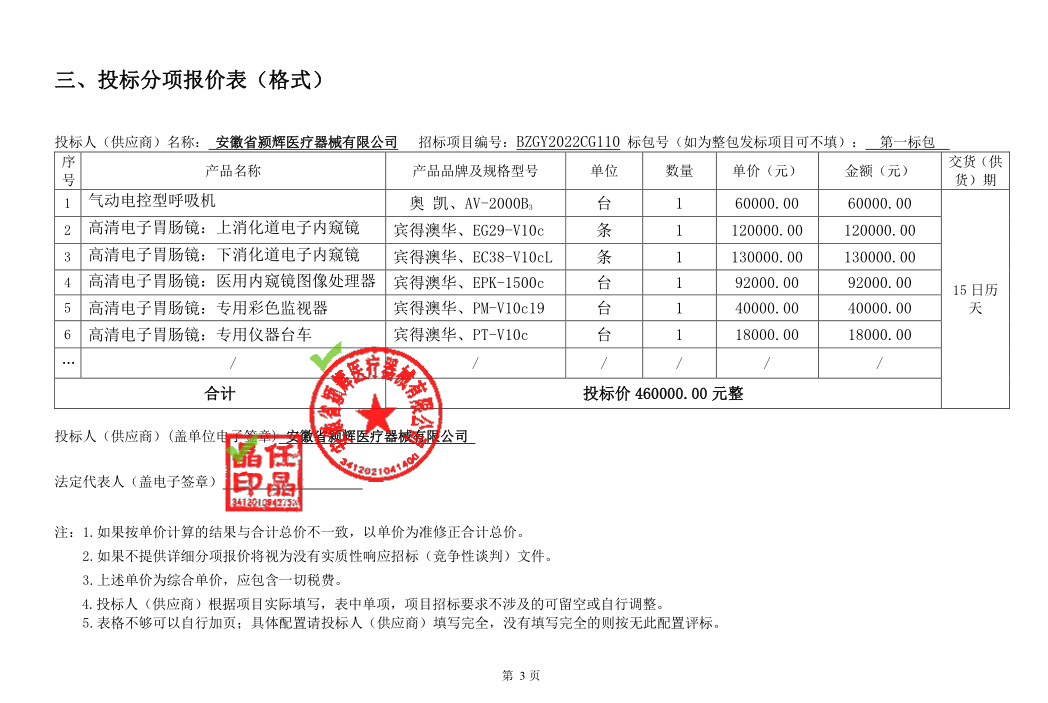 三、投标分项报价表（格式）
投标人（供应商）名称： 安徽省颍辉医疗器械有限公司 招标项目编号：BZGY2022CG110 标包号（如为整包发标项目可不填）： 第一标包
序号 产品名称 产品品牌及规格型号 单位 数量 单价（元） 金额（元） 交货（供货）期
1 气动电控型呼吸机 奥 凯、AV-2000B3 台 1 60000.00 60000.00
2 高清电子胃肠镜：上消化道电子内窥镜 宾得澳华、EG29-V10c 条 1 120000.00 120000.00
3 高清电子胃肠镜：下消化道电子内窥镜 宾得澳华、EC38-V10cL 条 1 130000.00 130000.00
4 高清电子胃肠镜：医用内窥镜图像处理器 宾得澳华、EPK-1500c 台 1 92000.00 92000.00
15 日历天
5 高清电子胃肠镜：专用彩色监视器 宾得澳华、PM-V10c19 台 1 40000.00 40000.00
6 高清电子胃肠镜：专用仪器台车 宾得澳华、PT-V10c 台 1 18000.00 18000.00
… / / / / / /
合计 投标价 460000.00 元整
投标人（供应商）(盖单位电子签章) 安徽省颍辉医疗器械有限公司
安徽省颍辉医疗器械有限公司
3412021041400
法定代表人（盖电子签章）
任晶晶印
注：1.如果按单价计算的结果与合计总价不一致，以单价为准修正合计总价。
2.如果不提供详细分项报价将视为没有实质性响应招标（竞争性谈判）文件。
3.上述单价为综合单价，应包含一切税费。
4.投标人（供应商）根据项目实际填写，表中单项，项目招标要求不涉及的可留空或自行调整。
5.表格不够可以自行加页；具体配置请投标人（供应商）填写完全，没有填写完全的则按无此配置评标。
第 3 页